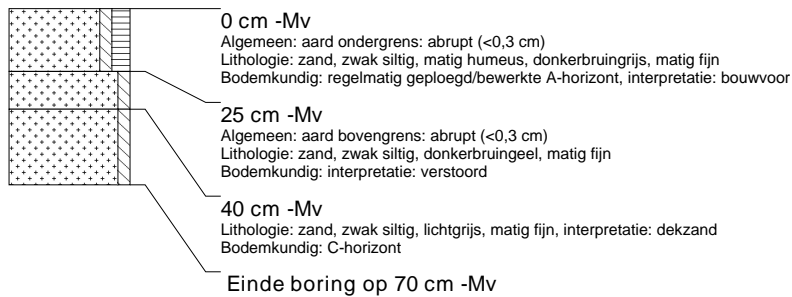 0 cm -Mv
Algemeen: aard ondergrens: abrupt (<0,3 cm)
Lithologie: zand, zwak siltig, matig humeus, donkerbruingrijs, matig fijn
Bodemkundig: regelmatig geploegd/bewerkte A-horizont, interpretatie: bouwvoor
25 cm -Mv
Algemeen: aard bovengrens: abrupt (<0,3 cm)
Lithologie: zand, zwak siltig, donkerbruingeel, matig fijn
Bodemkundig: interpretatie: verstoord
40 cm -Mv
Lithologie: zand, zwak siltig, lichtgrijs, matig fijn, interpretatie: dekzand
Bodemkundig: C-horizont
Einde boring op 70 cm -Mv